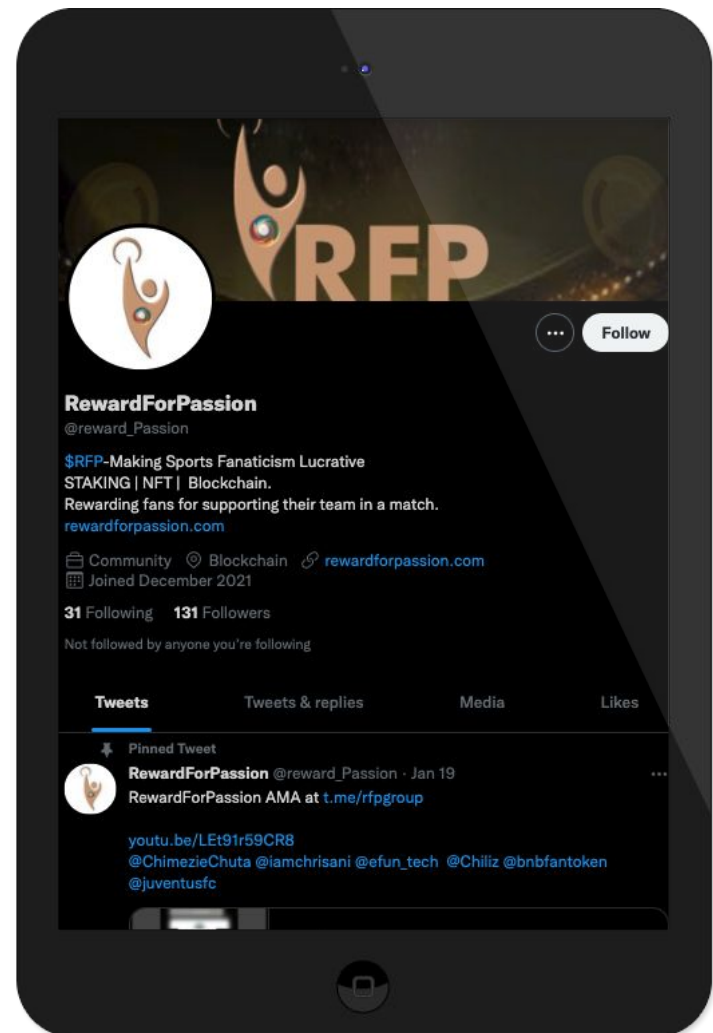 RFP
Follow
RewardForPassion
@reward_Passion
$RFP-Making Sports Fanaticism Lucrative
STAKING | NFT | Blockchain.
Rewarding fans for supporting their team in a match.
rewardforpassion.com
Community Blockchain rewardforpassion.com
Joined December 2021
31 Following 131 Followers
Not followed by anyone you're following
Tweets Tweets & replies Media Likes
Pinned Tweet
RewardForPassion @reward_Passion · Jan 19
RewardForPassion AMA at t.me/rfpgroup
youtu.be/LEt91r59CR8
@ChimezieChuta @iamchrisani @efun_tech @Chiliz @bnbfantoken
@juventusfc